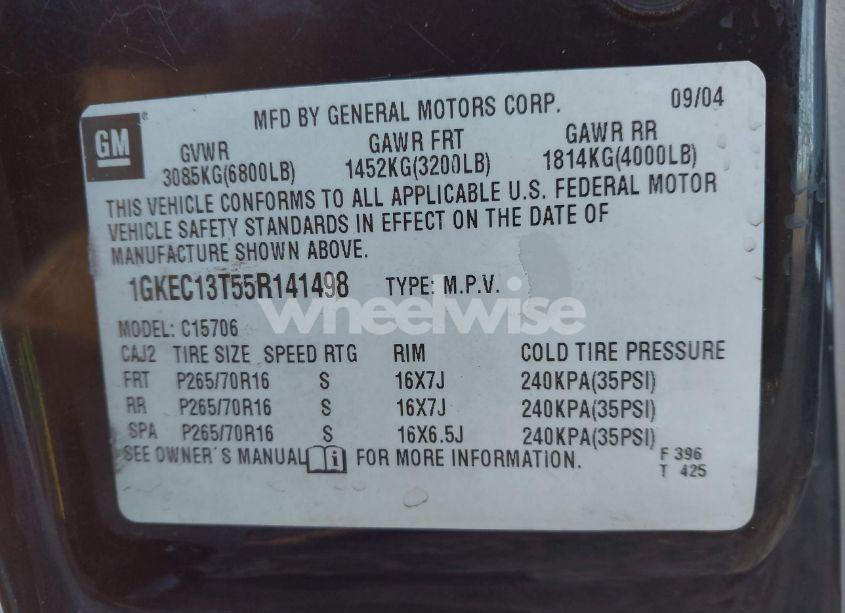 GM
MFD BY GENERAL MOTORS CORP. 09/04
GVWR GAWR FRT GAWR RR
3085KG(6800LB) 1452KG(3200LB) 1814KG(4000LB)
THIS VEHICLE CONFORMS TO ALL APPLICABLE U.S. FEDERAL MOTOR
VEHICLE SAFETY STANDARDS IN EFFECT ON THE DATE OF
MANUFACTURE SHOWN ABOVE.
1GKEC13T55R141498 TYPE: M.P.V.
wheelwise
MODEL: C15706
CAJ2 TIRE SIZE SPEED RTG RIM COLD TIRE PRESSURE
FRT P265/70R16 S 16X7J 240KPA(35PSI)
RR P265/70R16 S 16X7J 240KPA(35PSI)
SPA P265/70R16 S 16X6.5J 240KPA(35PSI)
SEE OWNER'S MANUAL i FOR MORE INFORMATION. F 396
T 425